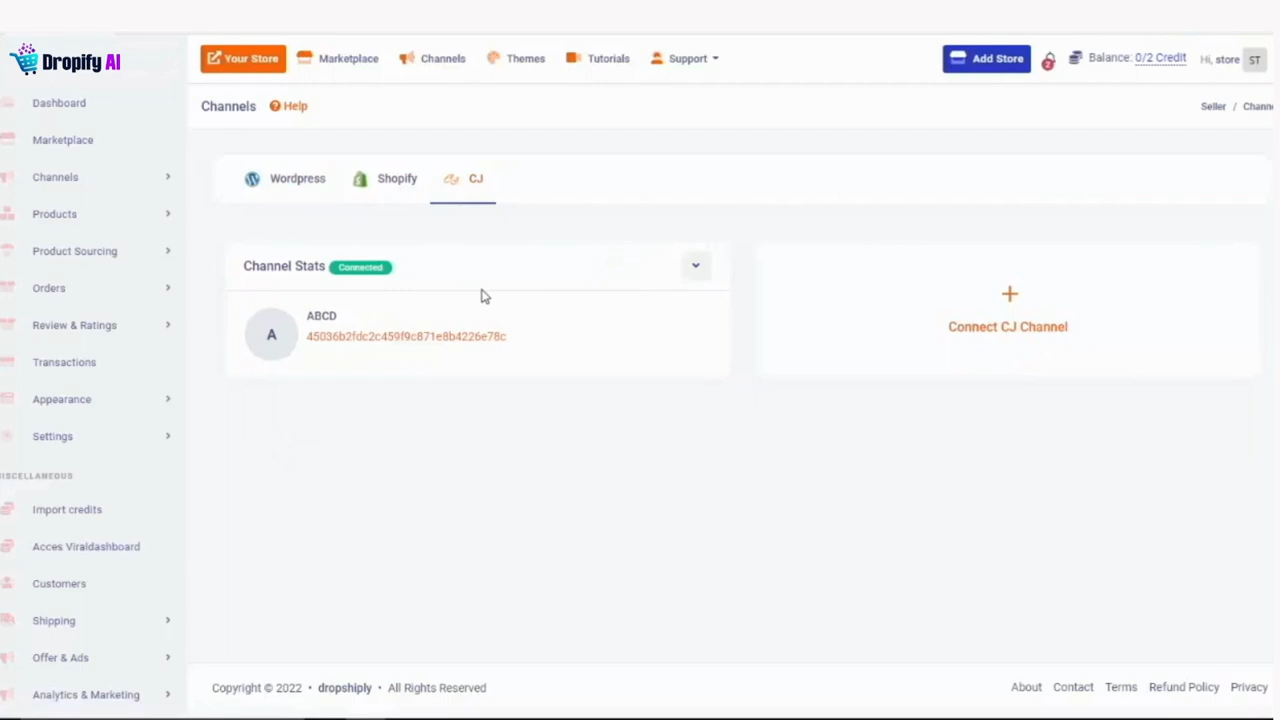 Dropify AI
Your Store
Marketplace
Channels
Themes
Tutorials
Support
Add Store
2
Balance: 0/2 Credit
Hi, store
ST
Dashboard
Marketplace
Channels
Products
Product Sourcing
Orders
Review & Ratings
Transactions
Appearance
Settings
ISCELLANEOUS
Import credits
Acces Viraldashboard
Customers
Shipping
Offer & Ads
Analytics & Marketing
Channels
? Help
Seller / Chann
Wordpress
Shopify
CJ
Channel Stats Connected
A
ABCD
45036b2fdc2c459f9c871e8b4226e78c
+
Connect CJ Channel
Copyright © 2022 • dropshiply • All Rights Reserved
About
Contact
Terms
Refund Policy
Privacy